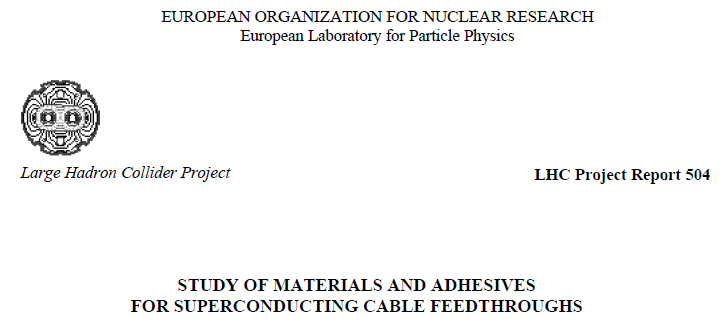 EUROPEAN ORGANIZATION FOR NUCLEAR RESEARCH
European Laboratory for Particle Physics
Large Hadron Collider Project
LHC Project Report 504
STUDY OF MATERIALS AND ADHESIVES
FOR SUPERCONDUCTING CABLE FEEDTHROUGHS